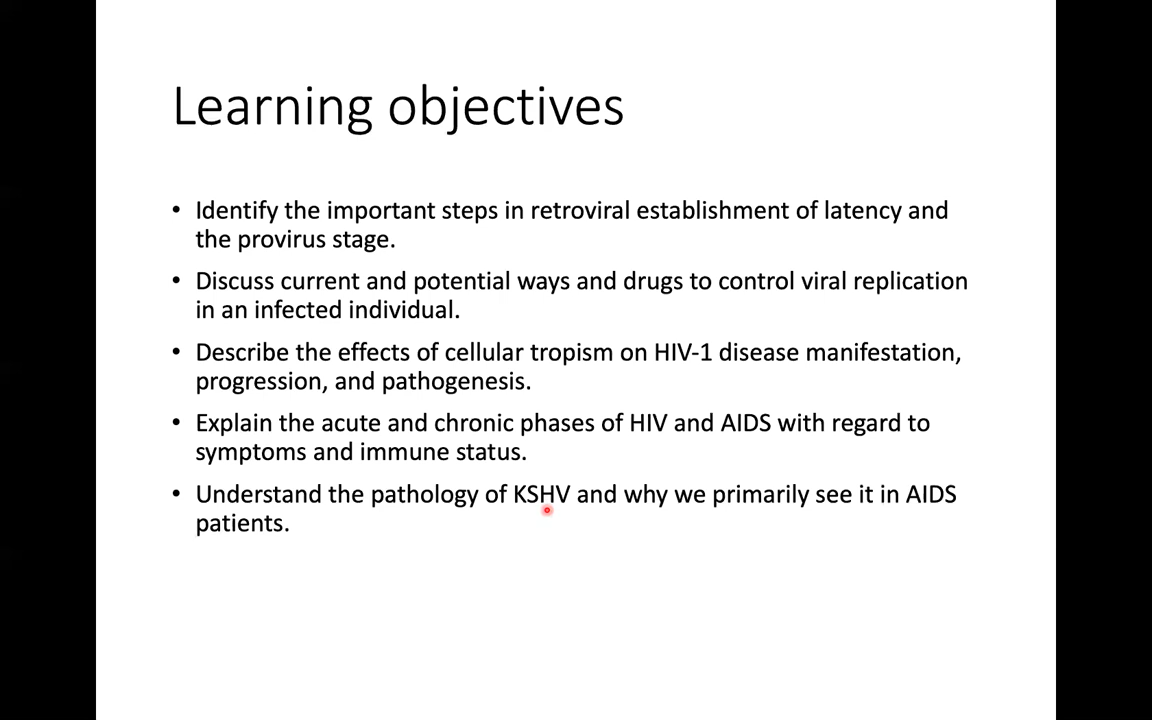 Learning objectives
• Identify the important steps in retroviral establishment of latency and
the provirus stage.
• Discuss current and potential ways and drugs to control viral replication
in an infected individual.
• Describe the effects of cellular tropism on HIV-1 disease manifestation,
progression, and pathogenesis.
• Explain the acute and chronic phases of HIV and AIDS with regard to
symptoms and immune status.
• Understand the pathology of KSHV and why we primarily see it in AIDS
patients.